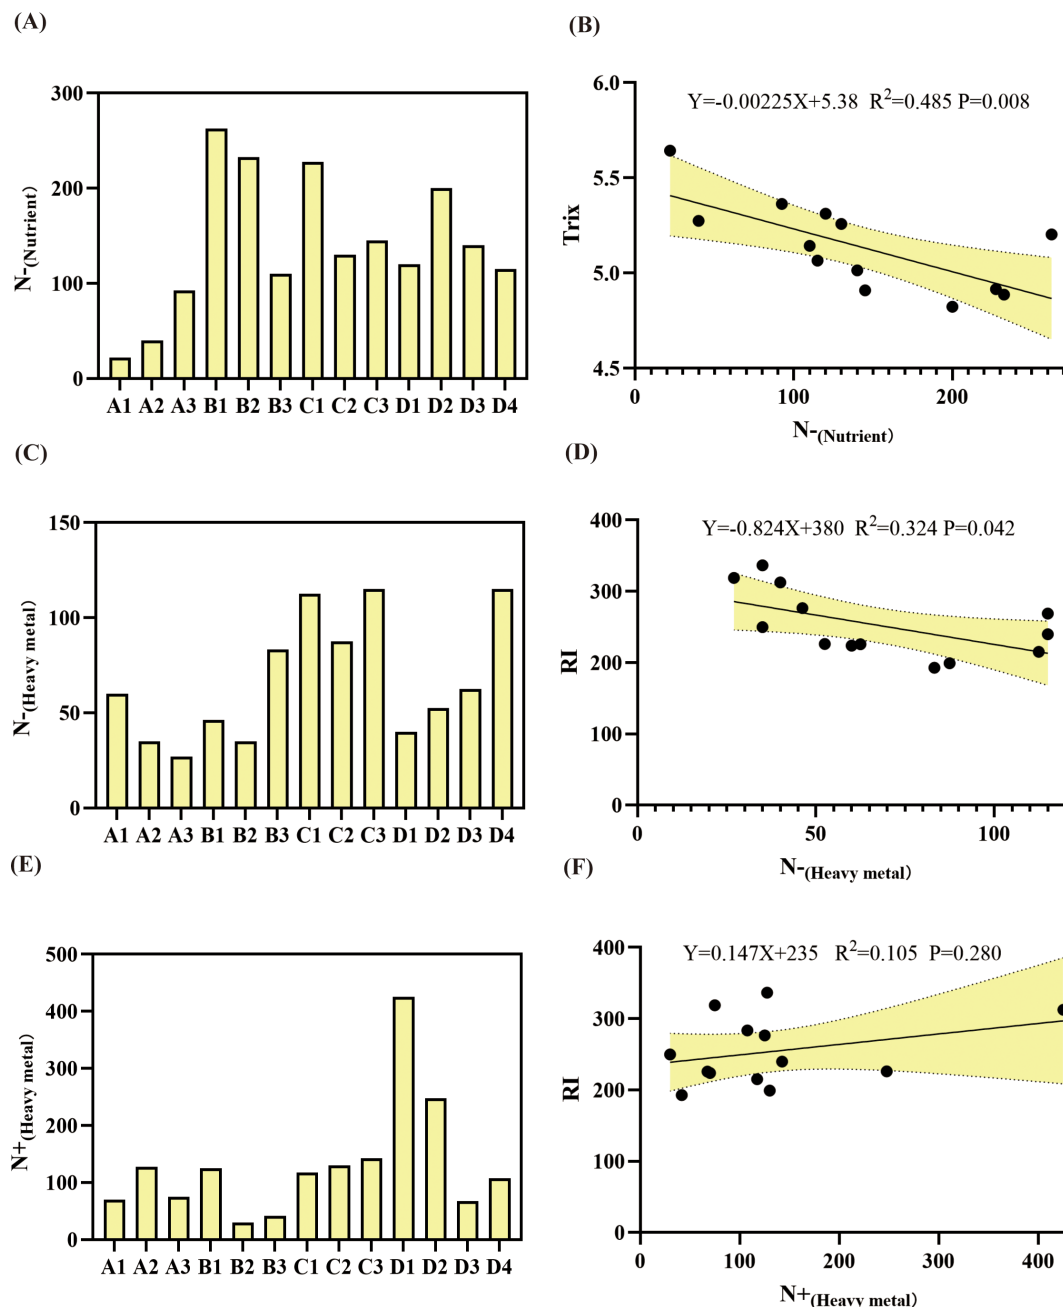 (A)
N-(Nutrient)
300
200
100
0
A1 A2 A3 B1 B2 B3 C1 C2 C3 D1 D2 D3 D4
(B)
Y=-0.00225X+5.38 R²=0.485 P=0.008
Trix
6.0
5.5
5.0
4.5
0 100 200
N-(Nutrient)
(C)
N-(Heavy metal)
150
100
50
0
A1 A2 A3 B1 B2 B3 C1 C2 C3 D1 D2 D3 D4
(D)
Y=-0.824X+380 R²=0.324 P=0.042
RI
400
300
200
100
0
0 50 100
N-(Heavy metal)
(E)
N+(Heavy metal)
500
400
300
200
100
0
A1 A2 A3 B1 B2 B3 C1 C2 C3 D1 D2 D3 D4
(F)
Y=0.147X+235 R²=0.105 P=0.280
RI
400
300
200
100
0
0 100 200 300 400
N+(Heavy metal)